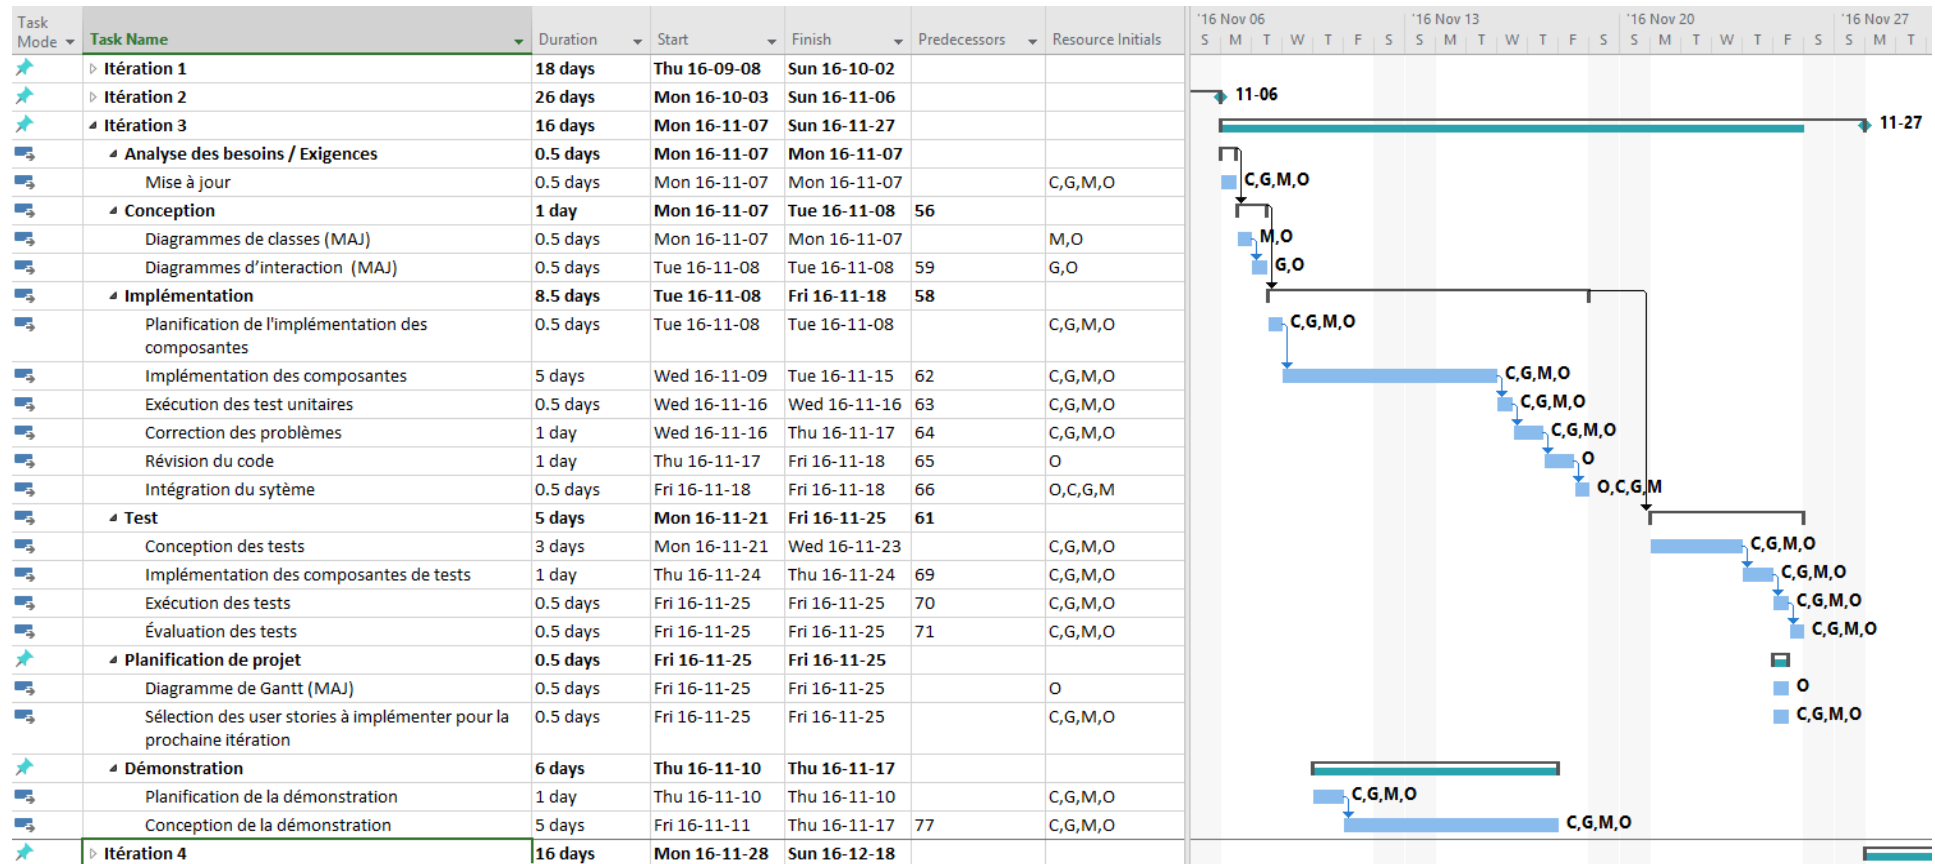 Task Mode Task Name Duration Start Finish Predecessors Resource Initials
'16 Nov 06 '16 Nov 13 '16 Nov 20 '16 Nov 27
S M T W T F S S M T W T F S S M T W T F S S M T
Itération 1 18 days Thu 16-09-08 Sun 16-10-02
Itération 2 26 days Mon 16-10-03 Sun 16-11-06 11-06
Itération 3 16 days Mon 16-11-07 Sun 16-11-27 11-27
Analyse des besoins / Exigences 0.5 days Mon 16-11-07 Mon 16-11-07
Mise à jour 0.5 days Mon 16-11-07 Mon 16-11-07 C,G,M,O C,G,M,O
Conception 1 day Mon 16-11-07 Tue 16-11-08 56
Diagrammes de classes (MAJ) 0.5 days Mon 16-11-07 Mon 16-11-07 M,O M,O
Diagrammes d'interaction (MAJ) 0.5 days Tue 16-11-08 Tue 16-11-08 59 G,O G,O
Implémentation 8.5 days Tue 16-11-08 Fri 16-11-18 58
Planification de l'implémentation des composantes 0.5 days Tue 16-11-08 Tue 16-11-08 C,G,M,O C,G,M,O
Implémentation des composantes 5 days Wed 16-11-09 Tue 16-11-15 62 C,G,M,O C,G,M,O
Exécution des test unitaires 0.5 days Wed 16-11-16 Wed 16-11-16 63 C,G,M,O C,G,M,O
Correction des problèmes 1 day Wed 16-11-16 Thu 16-11-17 64 C,G,M,O C,G,M,O
Révision du code 1 day Thu 16-11-17 Fri 16-11-18 65 O O
Intégration du sytème 0.5 days Fri 16-11-18 Fri 16-11-18 66 O,C,G,M O,C,G,M
Test 5 days Mon 16-11-21 Fri 16-11-25 61
Conception des tests 3 days Mon 16-11-21 Wed 16-11-23 C,G,M,O C,G,M,O
Implémentation des composantes de tests 1 day Thu 16-11-24 Thu 16-11-24 69 C,G,M,O C,G,M,O
Exécution des tests 0.5 days Fri 16-11-25 Fri 16-11-25 70 C,G,M,O C,G,M,O
Évaluation des tests 0.5 days Fri 16-11-25 Fri 16-11-25 71 C,G,M,O C,G,M,O
Planification de projet 0.5 days Fri 16-11-25 Fri 16-11-25
Diagramme de Gantt (MAJ) 0.5 days Fri 16-11-25 Fri 16-11-25 O O
Sélection des user stories à implémenter pour la prochaine itération 0.5 days Fri 16-11-25 Fri 16-11-25 C,G,M,O C,G,M,O
Démonstration 6 days Thu 16-11-10 Thu 16-11-17
Planification de la démonstration 1 day Thu 16-11-10 Thu 16-11-10 C,G,M,O C,G,M,O
Conception de la démonstration 5 days Fri 16-11-11 Thu 16-11-17 77 C,G,M,O C,G,M,O
Itération 4 16 days Mon 16-11-28 Sun 16-12-18